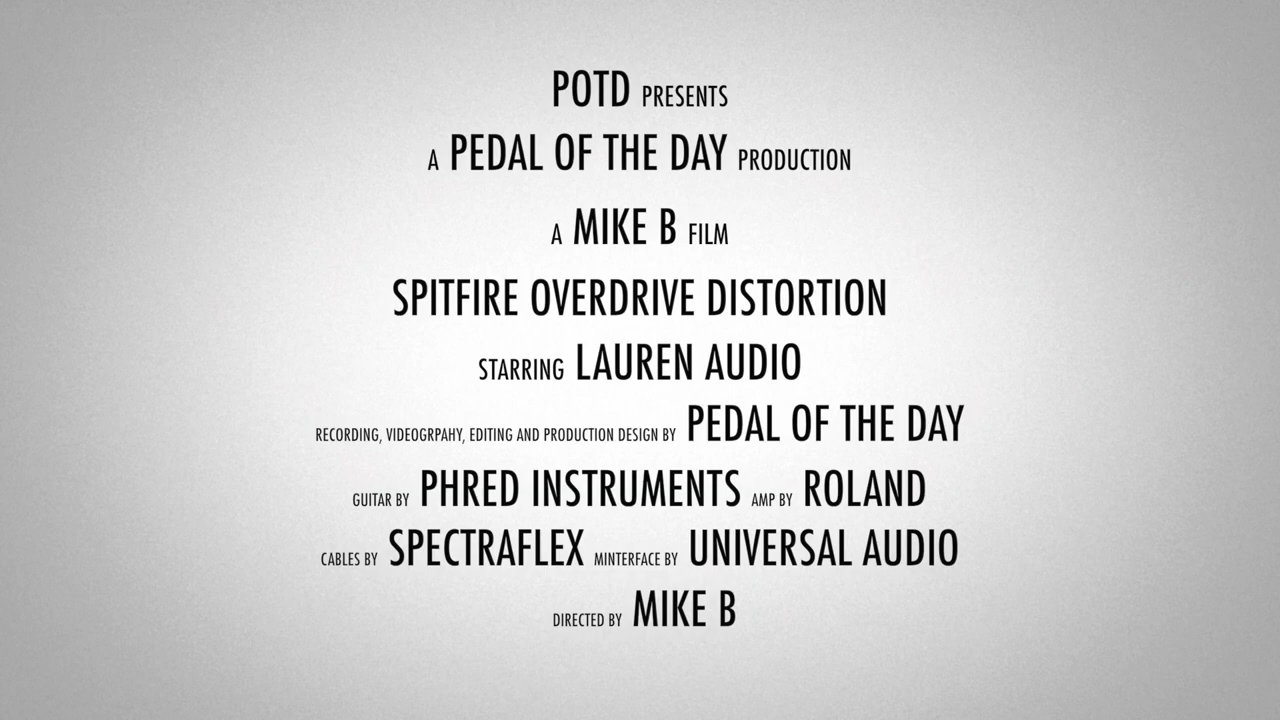 POTD PRESENTS
A PEDAL OF THE DAY PRODUCTION
A MIKE B FILM
SPITFIRE OVERDRIVE DISTORTION
STARRING LAUREN AUDIO
RECORDING, VIDEOGRPAHY, EDITING AND PRODUCTION DESIGN BY PEDAL OF THE DAY
GUITAR BY PHRED INSTRUMENTS AMP BY ROLAND
CABLES BY SPECTRAFLEX MINTERFACE BY UNIVERSAL AUDIO
DIRECTED BY MIKE B